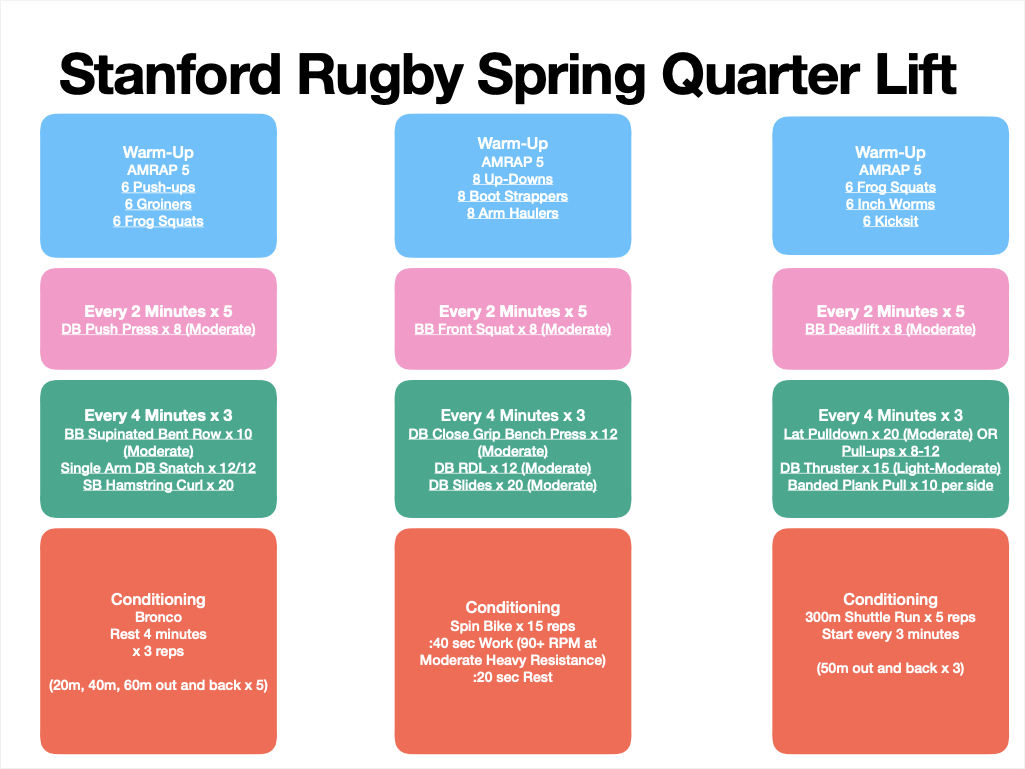 Stanford Rugby Spring Quarter Lift
Warm-Up
AMRAP 5
6 Push-ups
6 Groiners
6 Frog Squats
Every 2 Minutes x 5
DB Push Press x 8 (Moderate)
Every 4 Minutes x 3
BB Supinated Bent Row x 10
(Moderate)
Single Arm DB Snatch x 12/12
SB Hamstring Curl x 20
Conditioning
Bronco
Rest 4 minutes
x 3 reps
(20m, 40m, 60m out and back x 5)
Warm-Up
AMRAP 5
8 Up-Downs
8 Boot Strappers
8 Arm Haulers
Every 2 Minutes x 5
BB Front Squat x 8 (Moderate)
Every 4 Minutes x 3
DB Close Grip Bench Press x 12
(Moderate)
DB RDL x 12 (Moderate)
DB Slides x 20 (Moderate)
Conditioning
Spin Bike x 15 reps
:40 sec Work (90+ RPM at
Moderate Heavy Resistance)
:20 sec Rest
Warm-Up
AMRAP 5
6 Frog Squats
6 Inch Worms
6 Kicksit
Every 2 Minutes x 5
BB Deadlift x 8 (Moderate)
Every 4 Minutes x 3
Lat Pulldown x 20 (Moderate) OR
Pull-ups x 8-12
DB Thruster x 15 (Light-Moderate)
Banded Plank Pull x 10 per side
Conditioning
300m Shuttle Run x 5 reps
Start every 3 minutes
(50m out and back x 3)